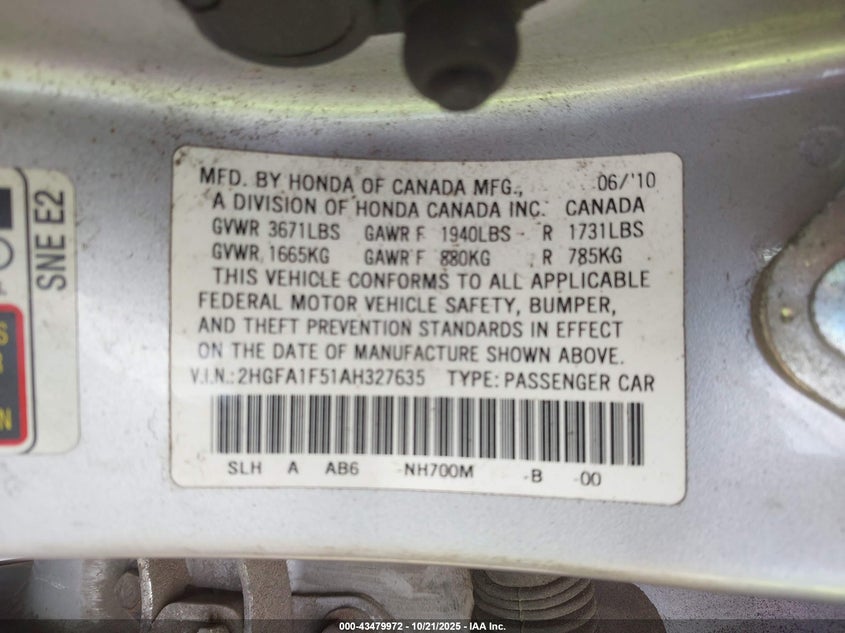 MFD. BY HONDA OF CANADA MFG., 06/'10
A DIVISION OF HONDA CANADA INC. CANADA
GVWR 3671LBS GAWR F 1940LBS R 1731LBS
GVWR 1665KG GAWR F 880KG R 785KG
THIS VEHICLE CONFORMS TO ALL APPLICABLE
FEDERAL MOTOR VEHICLE SAFETY, BUMPER,
AND THEFT PREVENTION STANDARDS IN EFFECT
ON THE DATE OF MANUFACTURE SHOWN ABOVE.
V.I.N.: 2HGFA1F51AH327635 TYPE: PASSENGER CAR
SLH A AB6 -NH700M -B -00
SNE E2
000-43479972 - 10/21/2025 - IAA Inc.